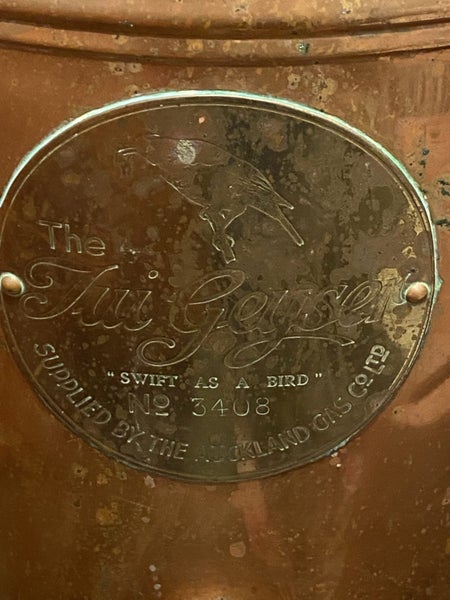 The
Tui Geyser
"SWIFT AS A BIRD"
No 3408
SUPPLIED BY THE AUCKLAND GAS CO LTD